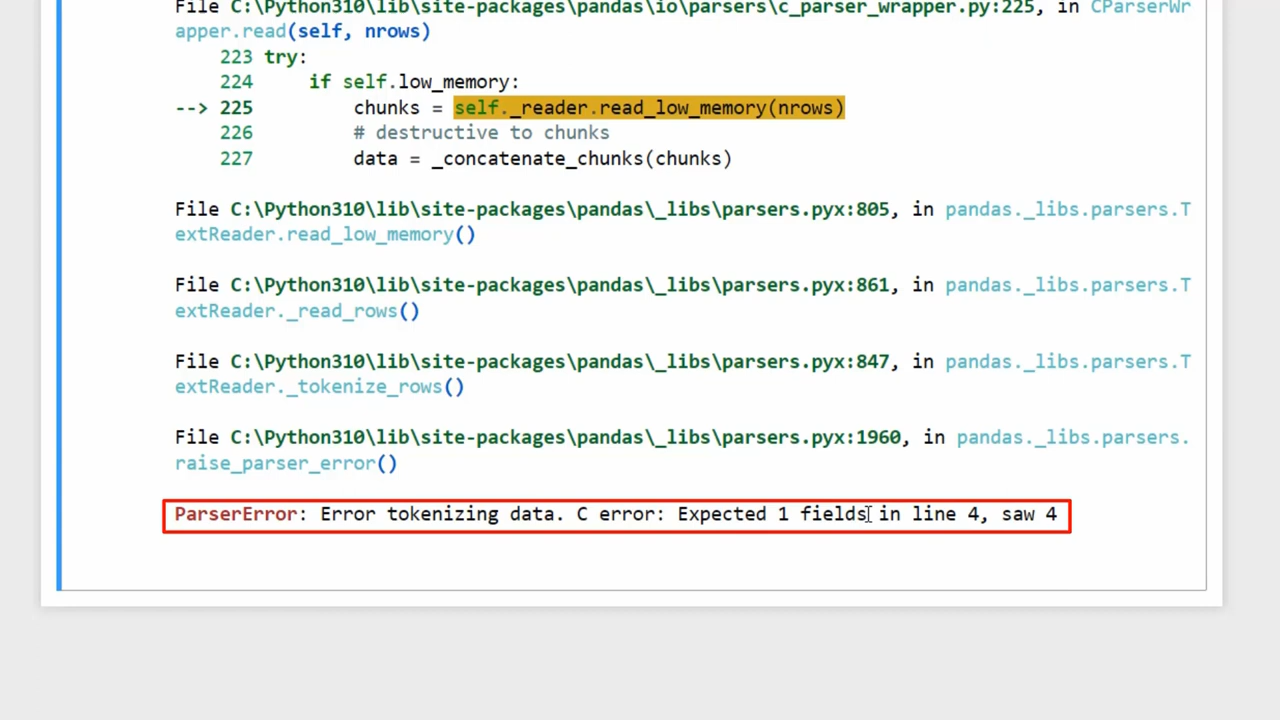 File C:\Python310\lib\site-packages\pandas\io\parsers\c_parser_wrapper.py:225, in CParserWr
apper.read(self, nrows)
223 try:
224     if self.low_memory:
--> 225         chunks = self._reader.read_low_memory(nrows)
226         # destructive to chunks
227         data = _concatenate_chunks(chunks)
File C:\Python310\lib\site-packages\pandas\_libs\parsers.pyx:805, in pandas._libs.parsers.T
extReader.read_low_memory()
File C:\Python310\lib\site-packages\pandas\_libs\parsers.pyx:861, in pandas._libs.parsers.T
extReader._read_rows()
File C:\Python310\lib\site-packages\pandas\_libs\parsers.pyx:847, in pandas._libs.parsers.T
extReader._tokenize_rows()
File C:\Python310\lib\site-packages\pandas\_libs\parsers.pyx:1960, in pandas._libs.parsers.
raise_parser_error()
ParserError: Error tokenizing data. C error: Expected 1 fields in line 4, saw 4